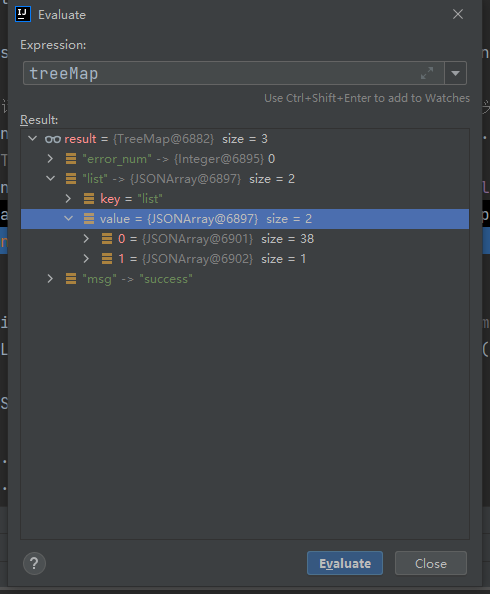 Evaluate
Expression:
treeMap
Use Ctrl+Shift+Enter to add to Watches
Result:
result = {TreeMap@6882} size = 3
"error_num" -> {Integer@6895} 0
"list" -> {JSONArray@6897} size = 2
key = "list"
value = {JSONArray@6897} size = 2
0 = {JSONArray@6901} size = 38
1 = {JSONArray@6902} size = 1
"msg" -> "success"
?
Evaluate
Close